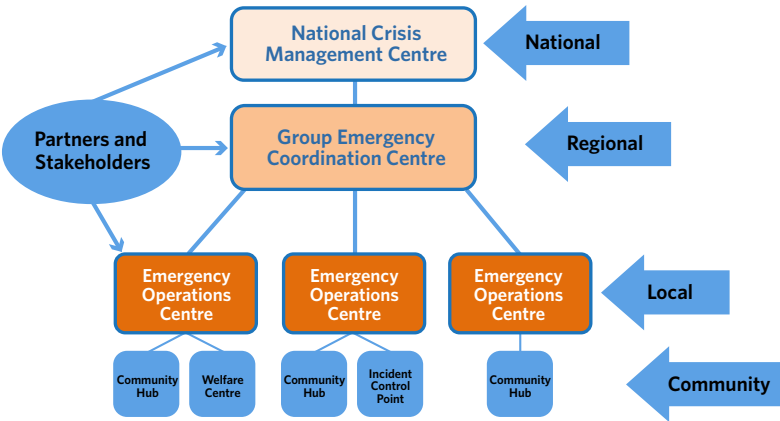 National Crisis
Management Centre
National
Partners and
Stakeholders
Group Emergency
Coordination Centre
Regional
Emergency
Operations
Centre
Emergency
Operations
Centre
Emergency
Operations
Centre
Local
Community
Hub
Welfare
Centre
Community
Hub
Incident
Control
Point
Community
Hub
Community